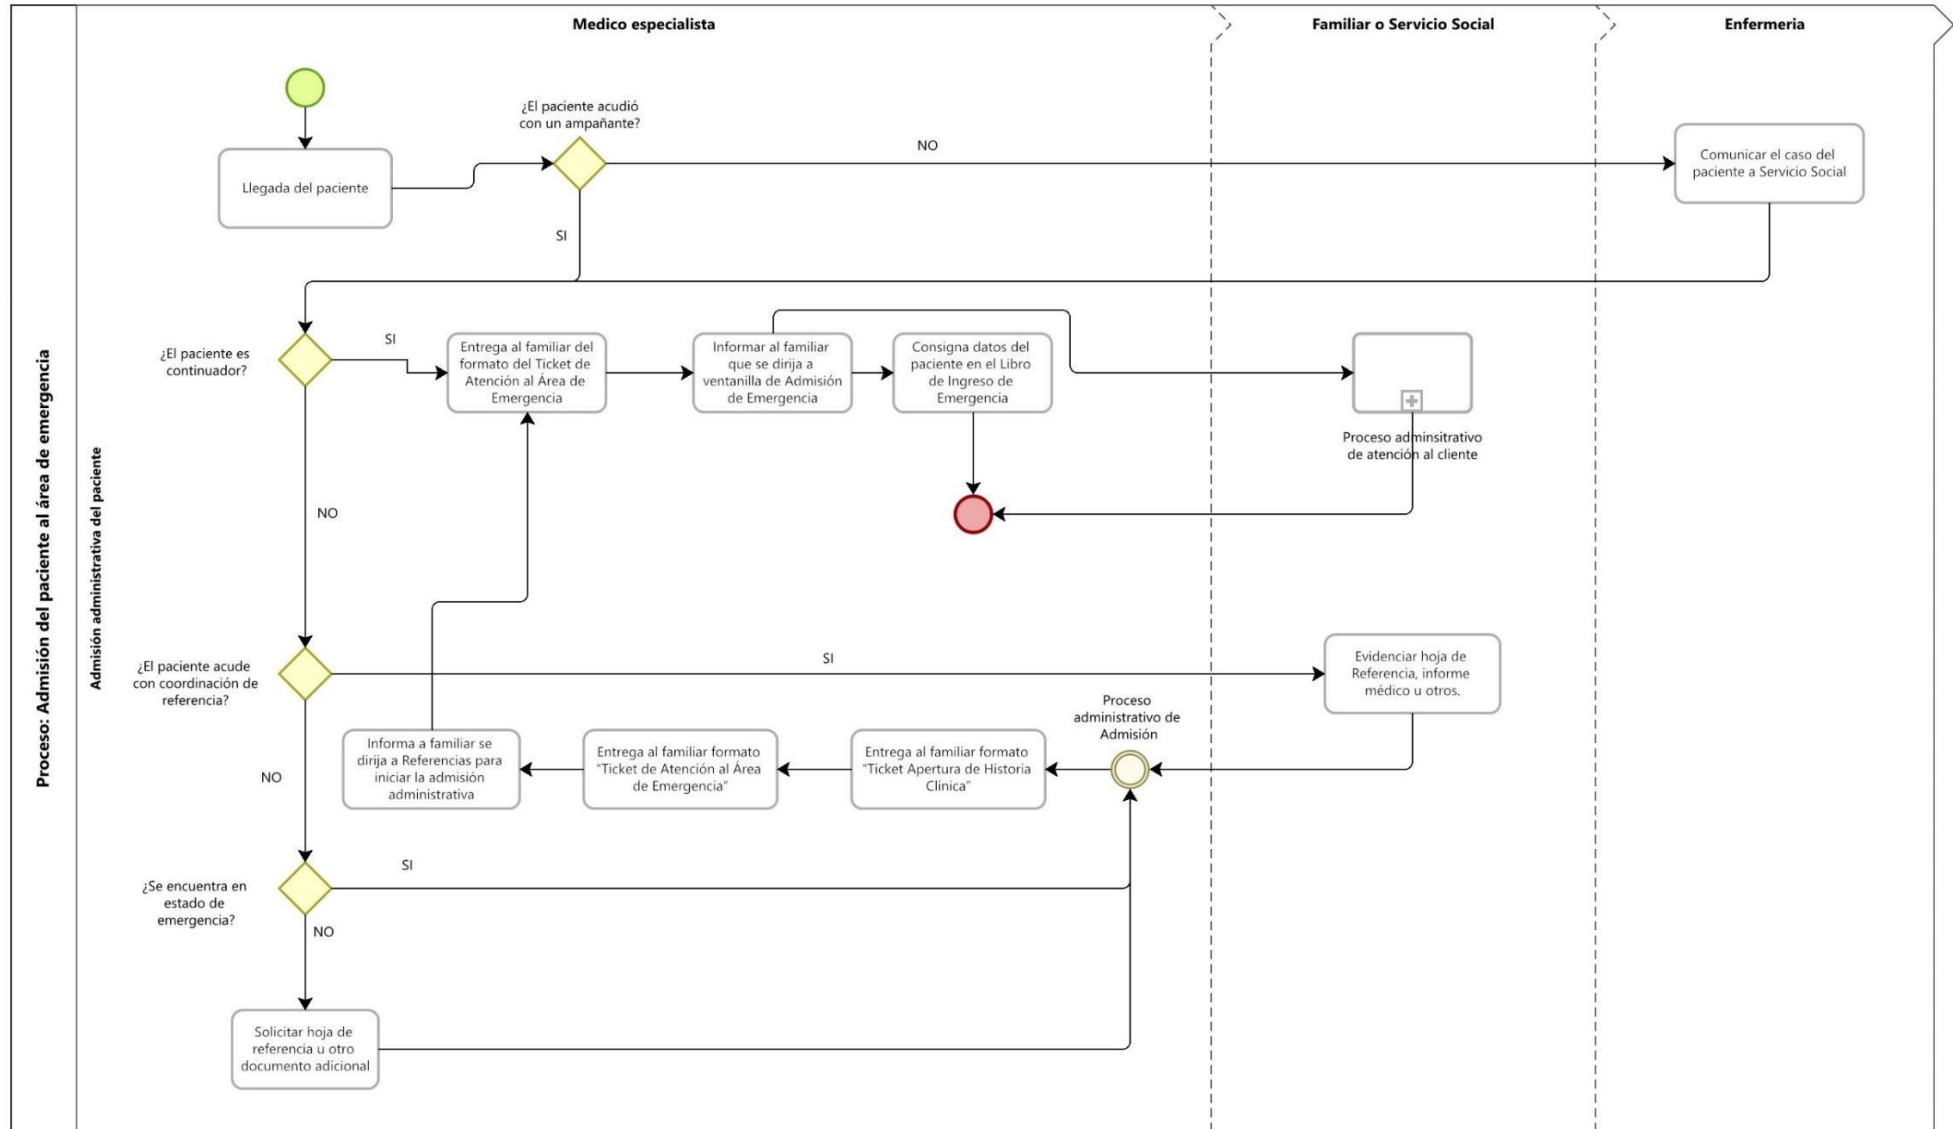 Medico especialista
Familiar o Servicio Social
Enfermeria
Proceso: Admisión del paciente al área de emergencia
Admisión administrativa del paciente
¿El paciente acudió
con un ampañante?
Llegada del paciente
NO
Comunicar el caso del
paciente a Servicio Social
SI
¿El paciente es
continuador?
SI
Entrega al familiar del
formato del Ticket de
Atención al Área de
Emergencia
Informar al familiar
que se dirija a
ventanilla de Admisión
de Emergencia
Consigna datos del
paciente en el Libro
de Ingreso de
Emergencia
Proceso adminsitrativo
de atención al cliente
NO
¿El paciente acude
con coordinación de
referencia?
SI
Evidenciar hoja de
Referencia, informe
médico u otros.
NO
Informa a familiar se
dirija a Referencias para
iniciar la admisión
administrativa
Entrega al familiar formato
"Ticket de Atención al Área
de Emergencia"
Entrega al familiar formato
"Ticket Apertura de Historia
Clínica"
Proceso
administrativo de
Admisión
¿Se encuentra en
estado de
emergencia?
SI
NO
Solicitar hoja de
referencia u otro
documento adicional